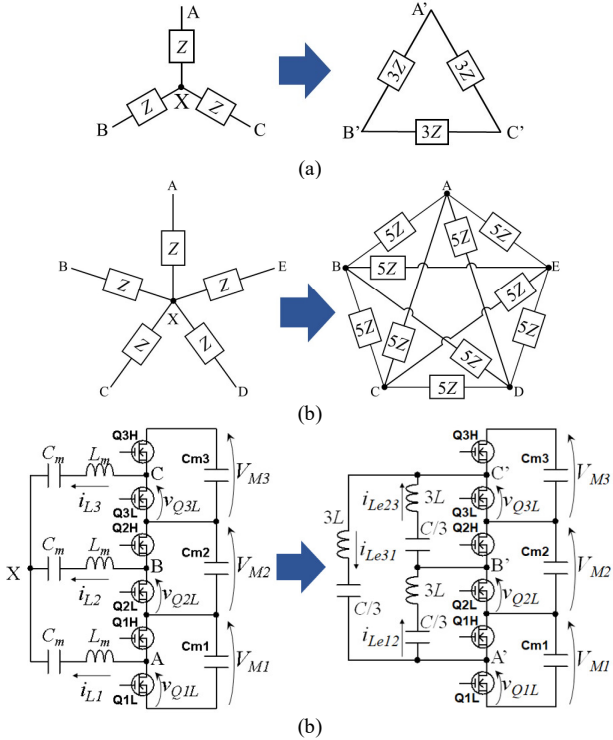 A
Z
Z
X
Z
B
C
A'
3Z
3Z
B'
3Z
C'
(a)
A
Z
B
Z
Z
E
X
Z
Z
C
D
A
5Z
5Z
5Z
5Z
B
5Z
E
5Z
5Z
5Z
5Z
5Z
C
5Z
D
(b)
Q3H
Cm Lm
C
Cm3
VM3
iL3
vQ3L
Q3L
Q2H
Cm Lm
X
B
Cm2
VM2
iL2
vQ2L
Q2L
Q1H
Cm Lm
A
Cm1
VM1
iL1
vQ1L
Q1L
Q3H
C'
Cm3
VM3
iLe23
3L
vQ3L
Q3L
3L
iLe31
C/3
Q2H
B'
Cm2
VM2
C/3
3L
vQ2L
Q2L
iLe12
C/3
Q1H
A'
Cm1
VM1
vQ1L
Q1L
(b)